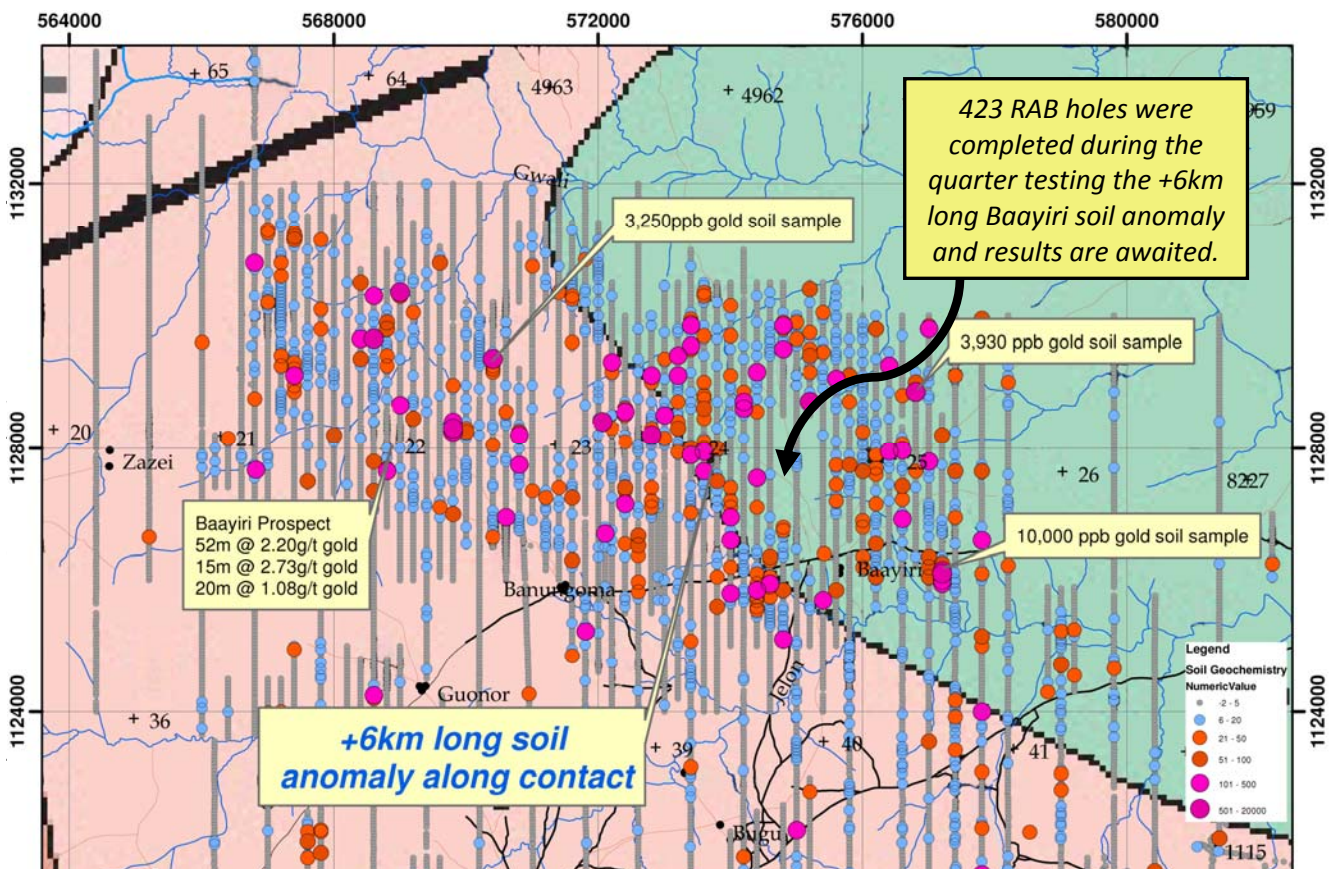 564000
568000
572000
576000
580000
+ 65
+ 64
+ 4963
+ 4962
423 RAB holes were
completed during the
quarter testing the +6km
long Baayiri soil anomaly
and results are awaited.
1132000
1132000
Gwali
3,250ppb gold soil sample
3,930 ppb gold soil sample
1128000
1128000
+ 20
+ 21
22
+ 23
24
25
+ 26
8227
Zazei
Baayiri Prospect
52m @ 2.20g/t gold
15m @ 2.73g/t gold
20m @ 1.08g/t gold
10,000 ppb gold soil sample
Banungoma
Baayiri
Guonor
Jelon
1124000
1124000
+ 36
+ 39
+ 40
41
+6km long soil
anomaly along contact
Bugu
1115
Legend
Soil Geochemistry
NumericValue
-2 - 5
6 - 20
21 - 50
51 - 100
101 - 500
501 - 20000